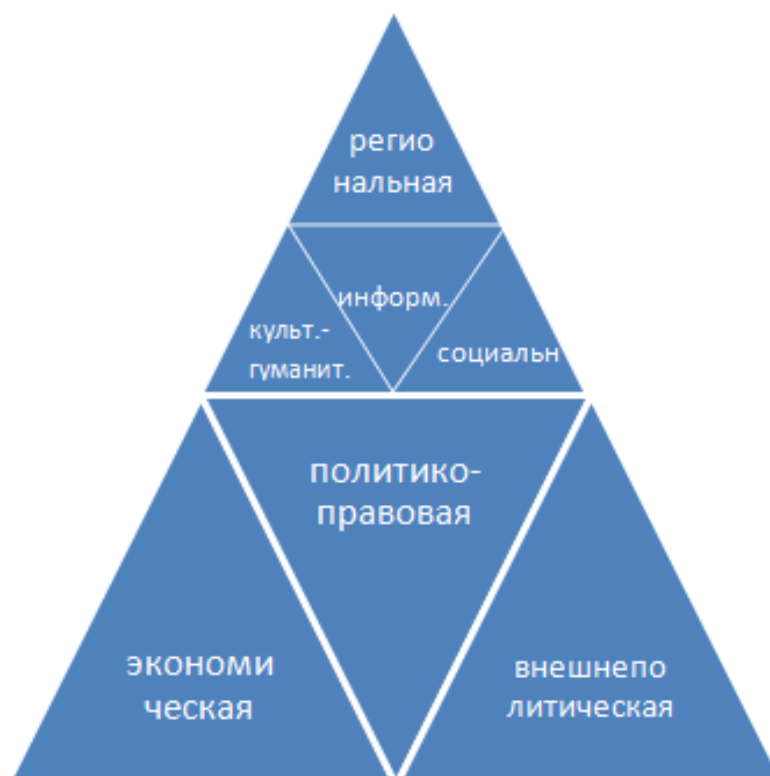 регио
нальная
информ.
культ.-
гуманит.
социальн
политико-
правовая
экономи
ческая
внешнепо
литическая